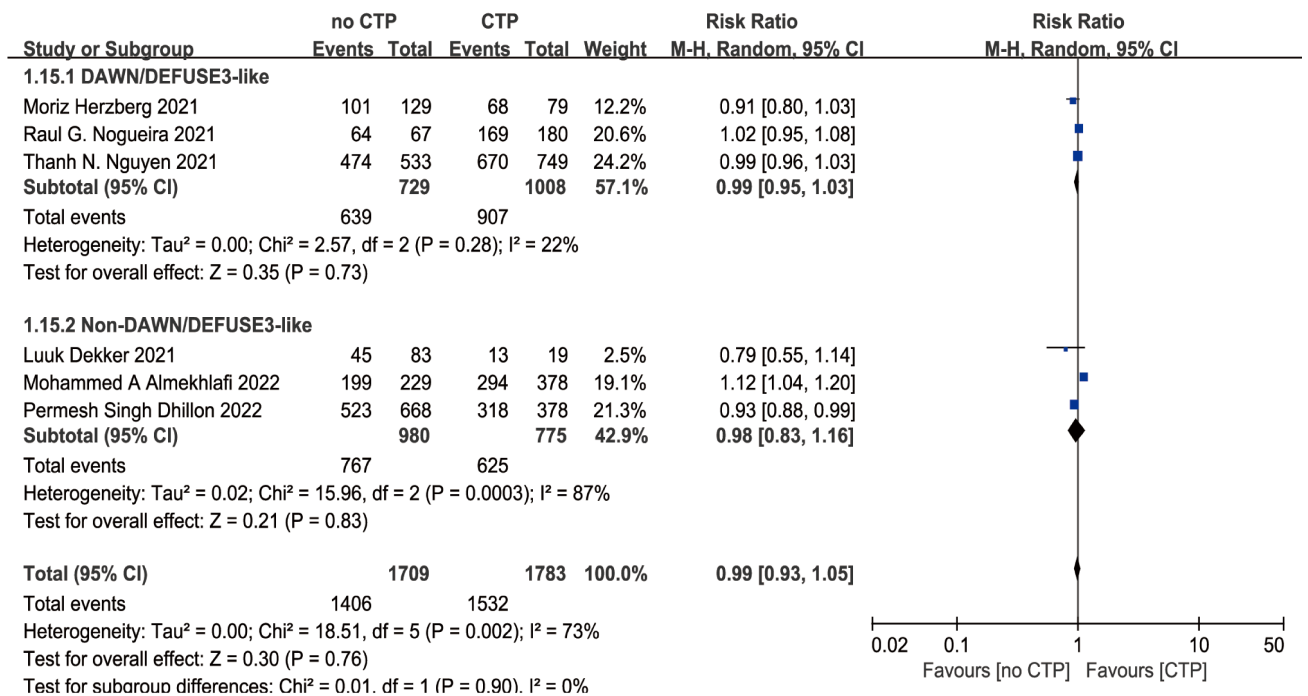 no CTP CTP Risk Ratio Risk Ratio
Study or Subgroup Events Total Events Total Weight M-H, Random, 95% CI M-H, Random, 95% CI
1.15.1 DAWN/DEFUSE3-like
Moriz Herzberg 2021 101 129 68 79 12.2% 0.91 [0.80, 1.03]
Raul G. Nogueira 2021 64 67 169 180 20.6% 1.02 [0.95, 1.08]
Thanh N. Nguyen 2021 474 533 670 749 24.2% 0.99 [0.96, 1.03]
Subtotal (95% CI) 729 1008 57.1% 0.99 [0.95, 1.03]
Total events 639 907
Heterogeneity: Tau² = 0.00; Chi² = 2.57, df = 2 (P = 0.28); I² = 22%
Test for overall effect: Z = 0.35 (P = 0.73)
1.15.2 Non-DAWN/DEFUSE3-like
Luuk Dekker 2021 45 83 13 19 2.5% 0.79 [0.55, 1.14]
Mohammed A Almekhlafi 2022 199 229 294 378 19.1% 1.12 [1.04, 1.20]
Permesh Singh Dhillon 2022 523 668 318 378 21.3% 0.93 [0.88, 0.99]
Subtotal (95% CI) 980 775 42.9% 0.98 [0.83, 1.16]
Total events 767 625
Heterogeneity: Tau² = 0.02; Chi² = 15.96, df = 2 (P = 0.0003); I² = 87%
Test for overall effect: Z = 0.21 (P = 0.83)
Total (95% CI) 1709 1783 100.0% 0.99 [0.93, 1.05]
Total events 1406 1532
Heterogeneity: Tau² = 0.00; Chi² = 18.51, df = 5 (P = 0.002); I² = 73%
Test for overall effect: Z = 0.30 (P = 0.76)
Test for subgroup differences: Chi² = 0.01, df = 1 (P = 0.90), I² = 0%
0.02 0.1 1 10 50
Favours [no CTP] Favours [CTP]